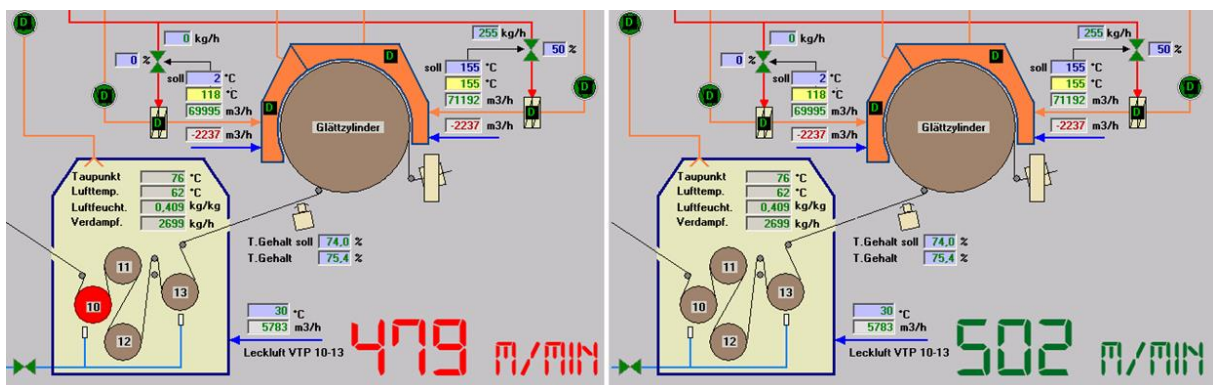 D
0 kg/h
0 %
soll 2 °C
118 °C
69995 m3/h
-2237 m3/h
D
D
D
D
Glättzylinder
255 kg/h
50 %
soll 155 °C
155 °C
71192 m3/h
-2237 m3/h
D
D
Taupunkt 76 °C
Lufttemp. 62 °C
Luftfeucht. 0,409 kg/kg
Verdampf. 2699 kg/h
T.Gehalt soll 74,0 %
T.Gehalt 75,4 %
11
10
13
12
30 °C
5783 m3/h
Leckluft VTP 10-13
479 M/MIN
D
0 kg/h
0 %
soll 2 °C
118 °C
69995 m3/h
-2237 m3/h
D
D
D
D
Glättzylinder
255 kg/h
50 %
soll 155 °C
155 °C
71192 m3/h
-2237 m3/h
D
D
Taupunkt 76 °C
Lufttemp. 62 °C
Luftfeucht. 0,409 kg/kg
Verdampf. 2699 kg/h
T.Gehalt soll 74,0 %
T.Gehalt 75,4 %
11
10
13
12
30 °C
5783 m3/h
Leckluft VTP 10-13
502 M/MIN